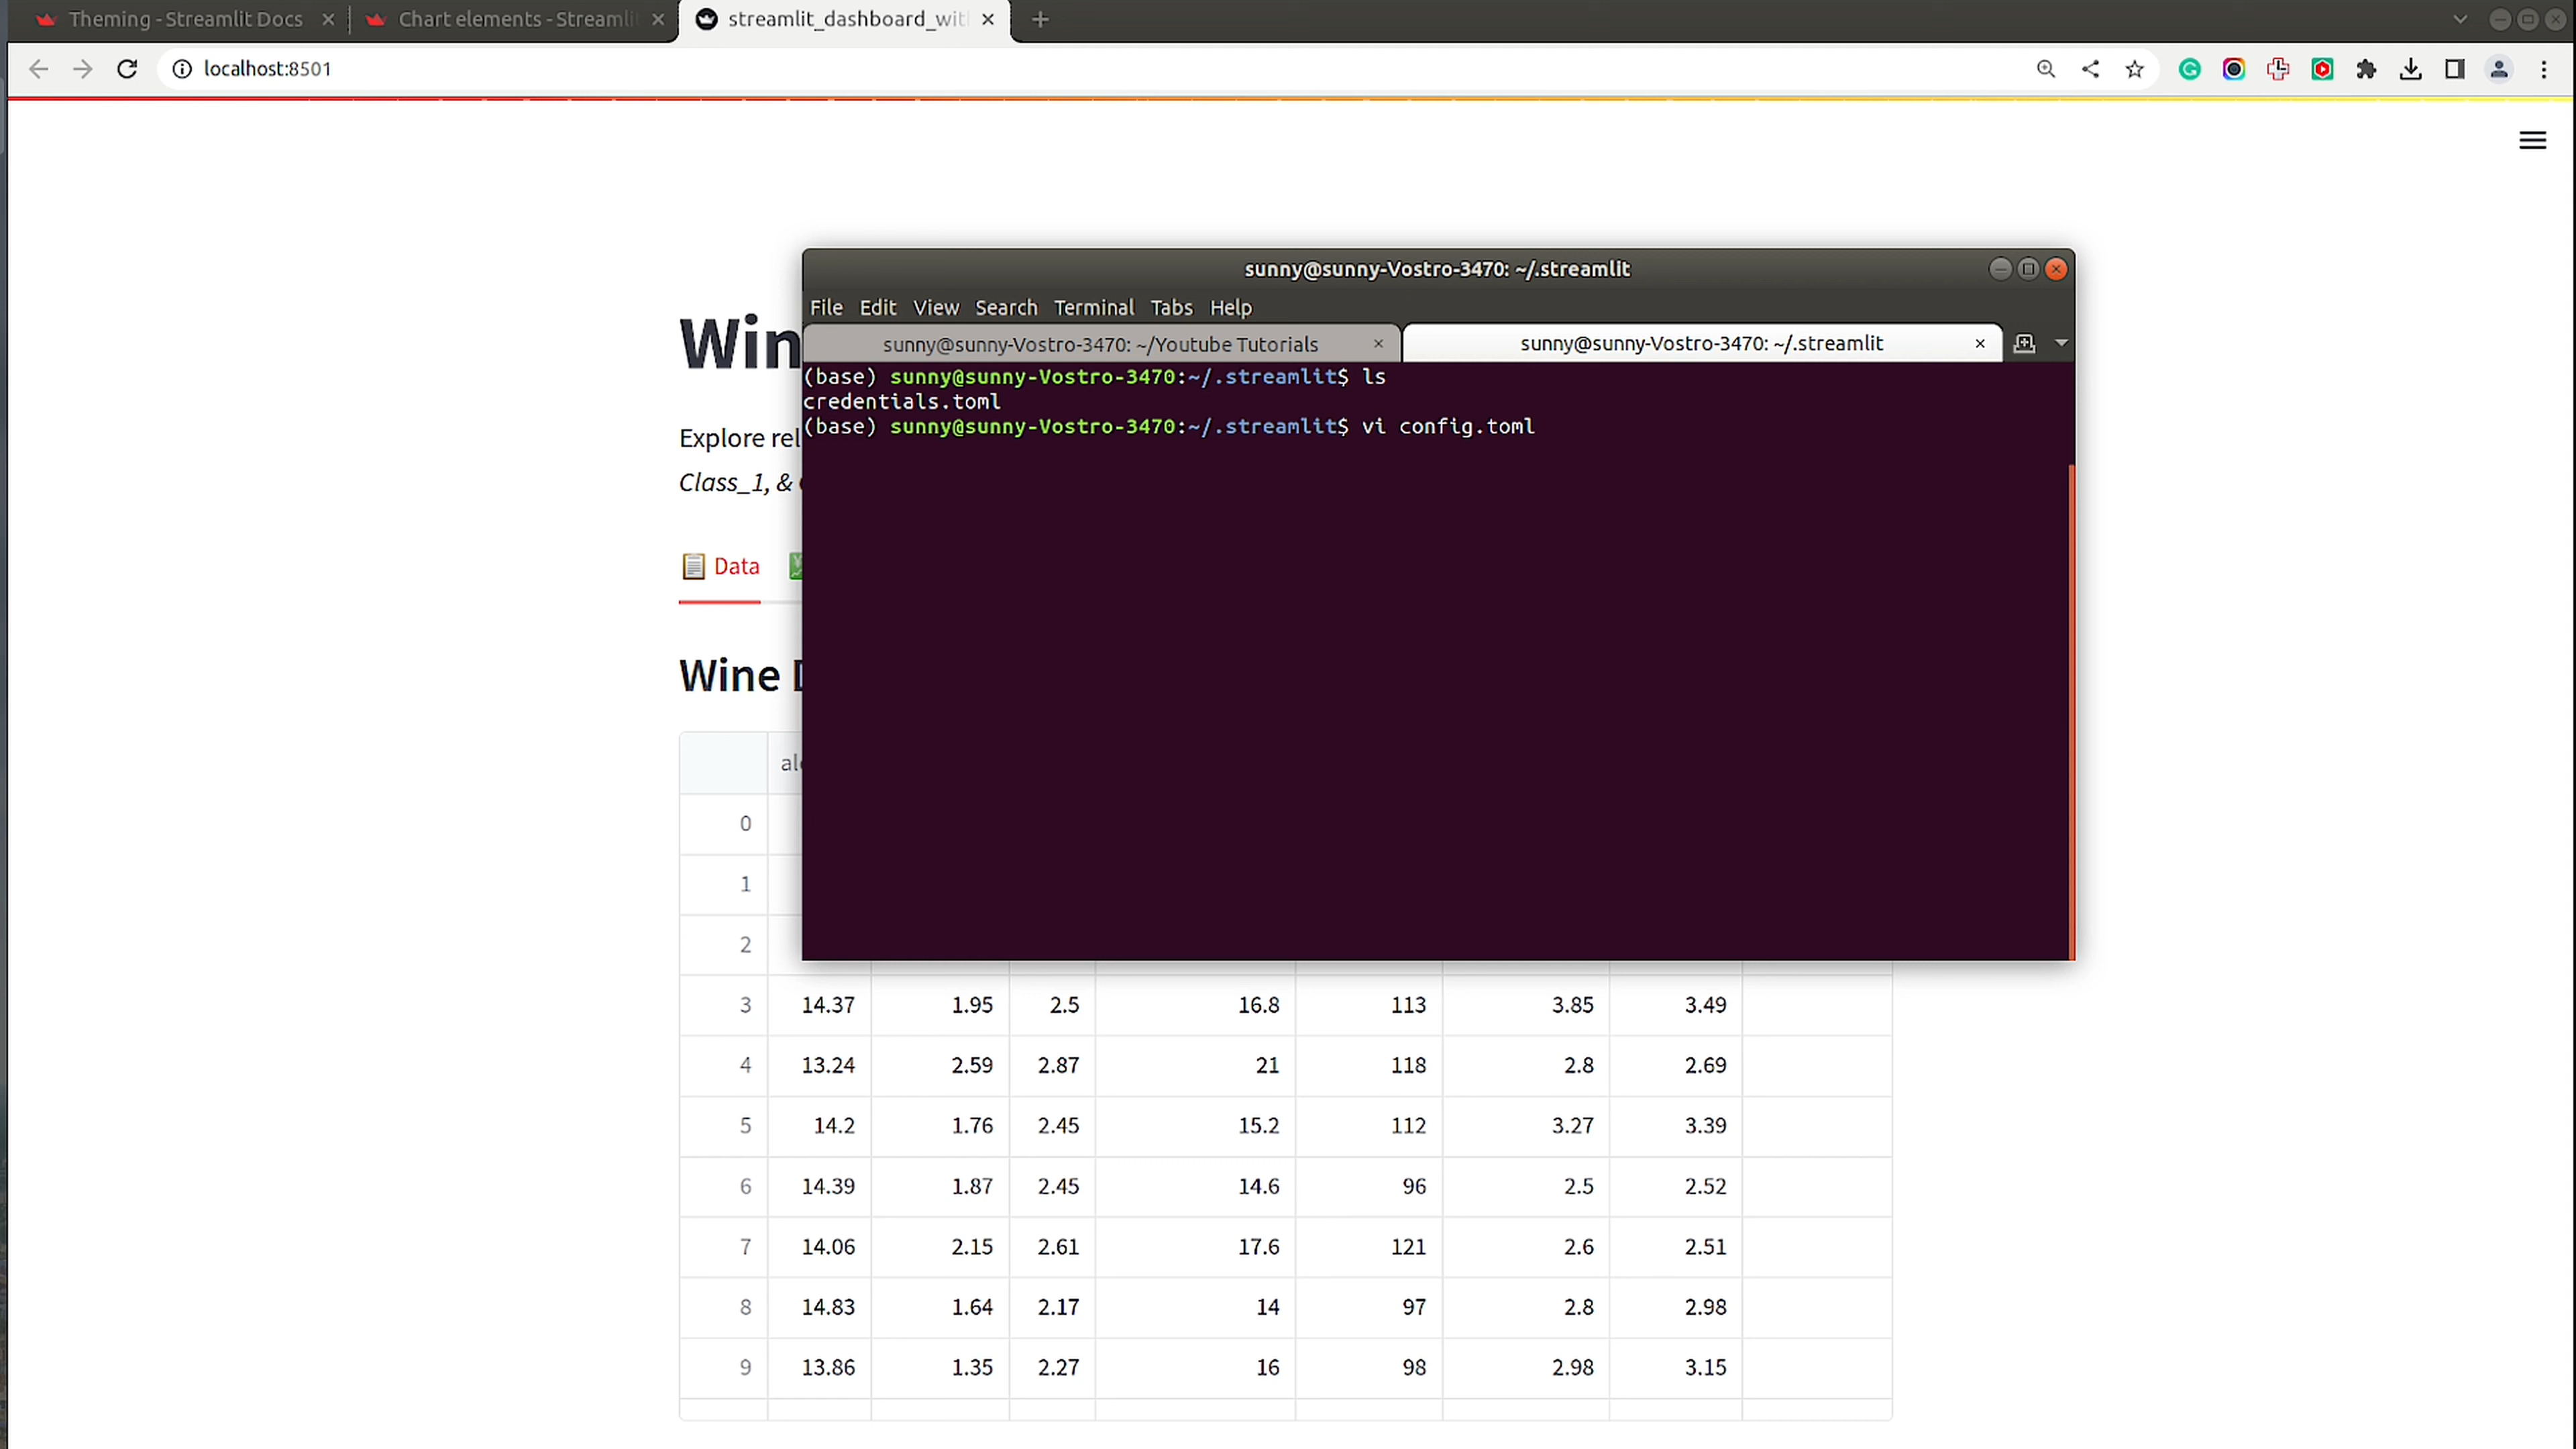 Theming - Streamlit Docs
Chart elements - Streamli
streamlit_dashboard_wit
localhost:8501
sunny@sunny-Vostro-3470: ~/.streamlit
File Edit View Search Terminal Tabs Help
sunny@sunny-Vostro-3470: ~/Youtube Tutorials
sunny@sunny-Vostro-3470: ~/.streamlit
(base) sunny@sunny-Vostro-3470:~/.streamlit$ ls
credentials.toml
(base) sunny@sunny-Vostro-3470:~/.streamlit$ vi config.toml
Win
Explore rel
Class_1, &
Data
Wine D
alc
0
1
2
3 14.37 1.95 2.5 16.8 113 3.85 3.49
4 13.24 2.59 2.87 21 118 2.8 2.69
5 14.2 1.76 2.45 15.2 112 3.27 3.39
6 14.39 1.87 2.45 14.6 96 2.5 2.52
7 14.06 2.15 2.61 17.6 121 2.6 2.51
8 14.83 1.64 2.17 14 97 2.8 2.98
9 13.86 1.35 2.27 16 98 2.98 3.15